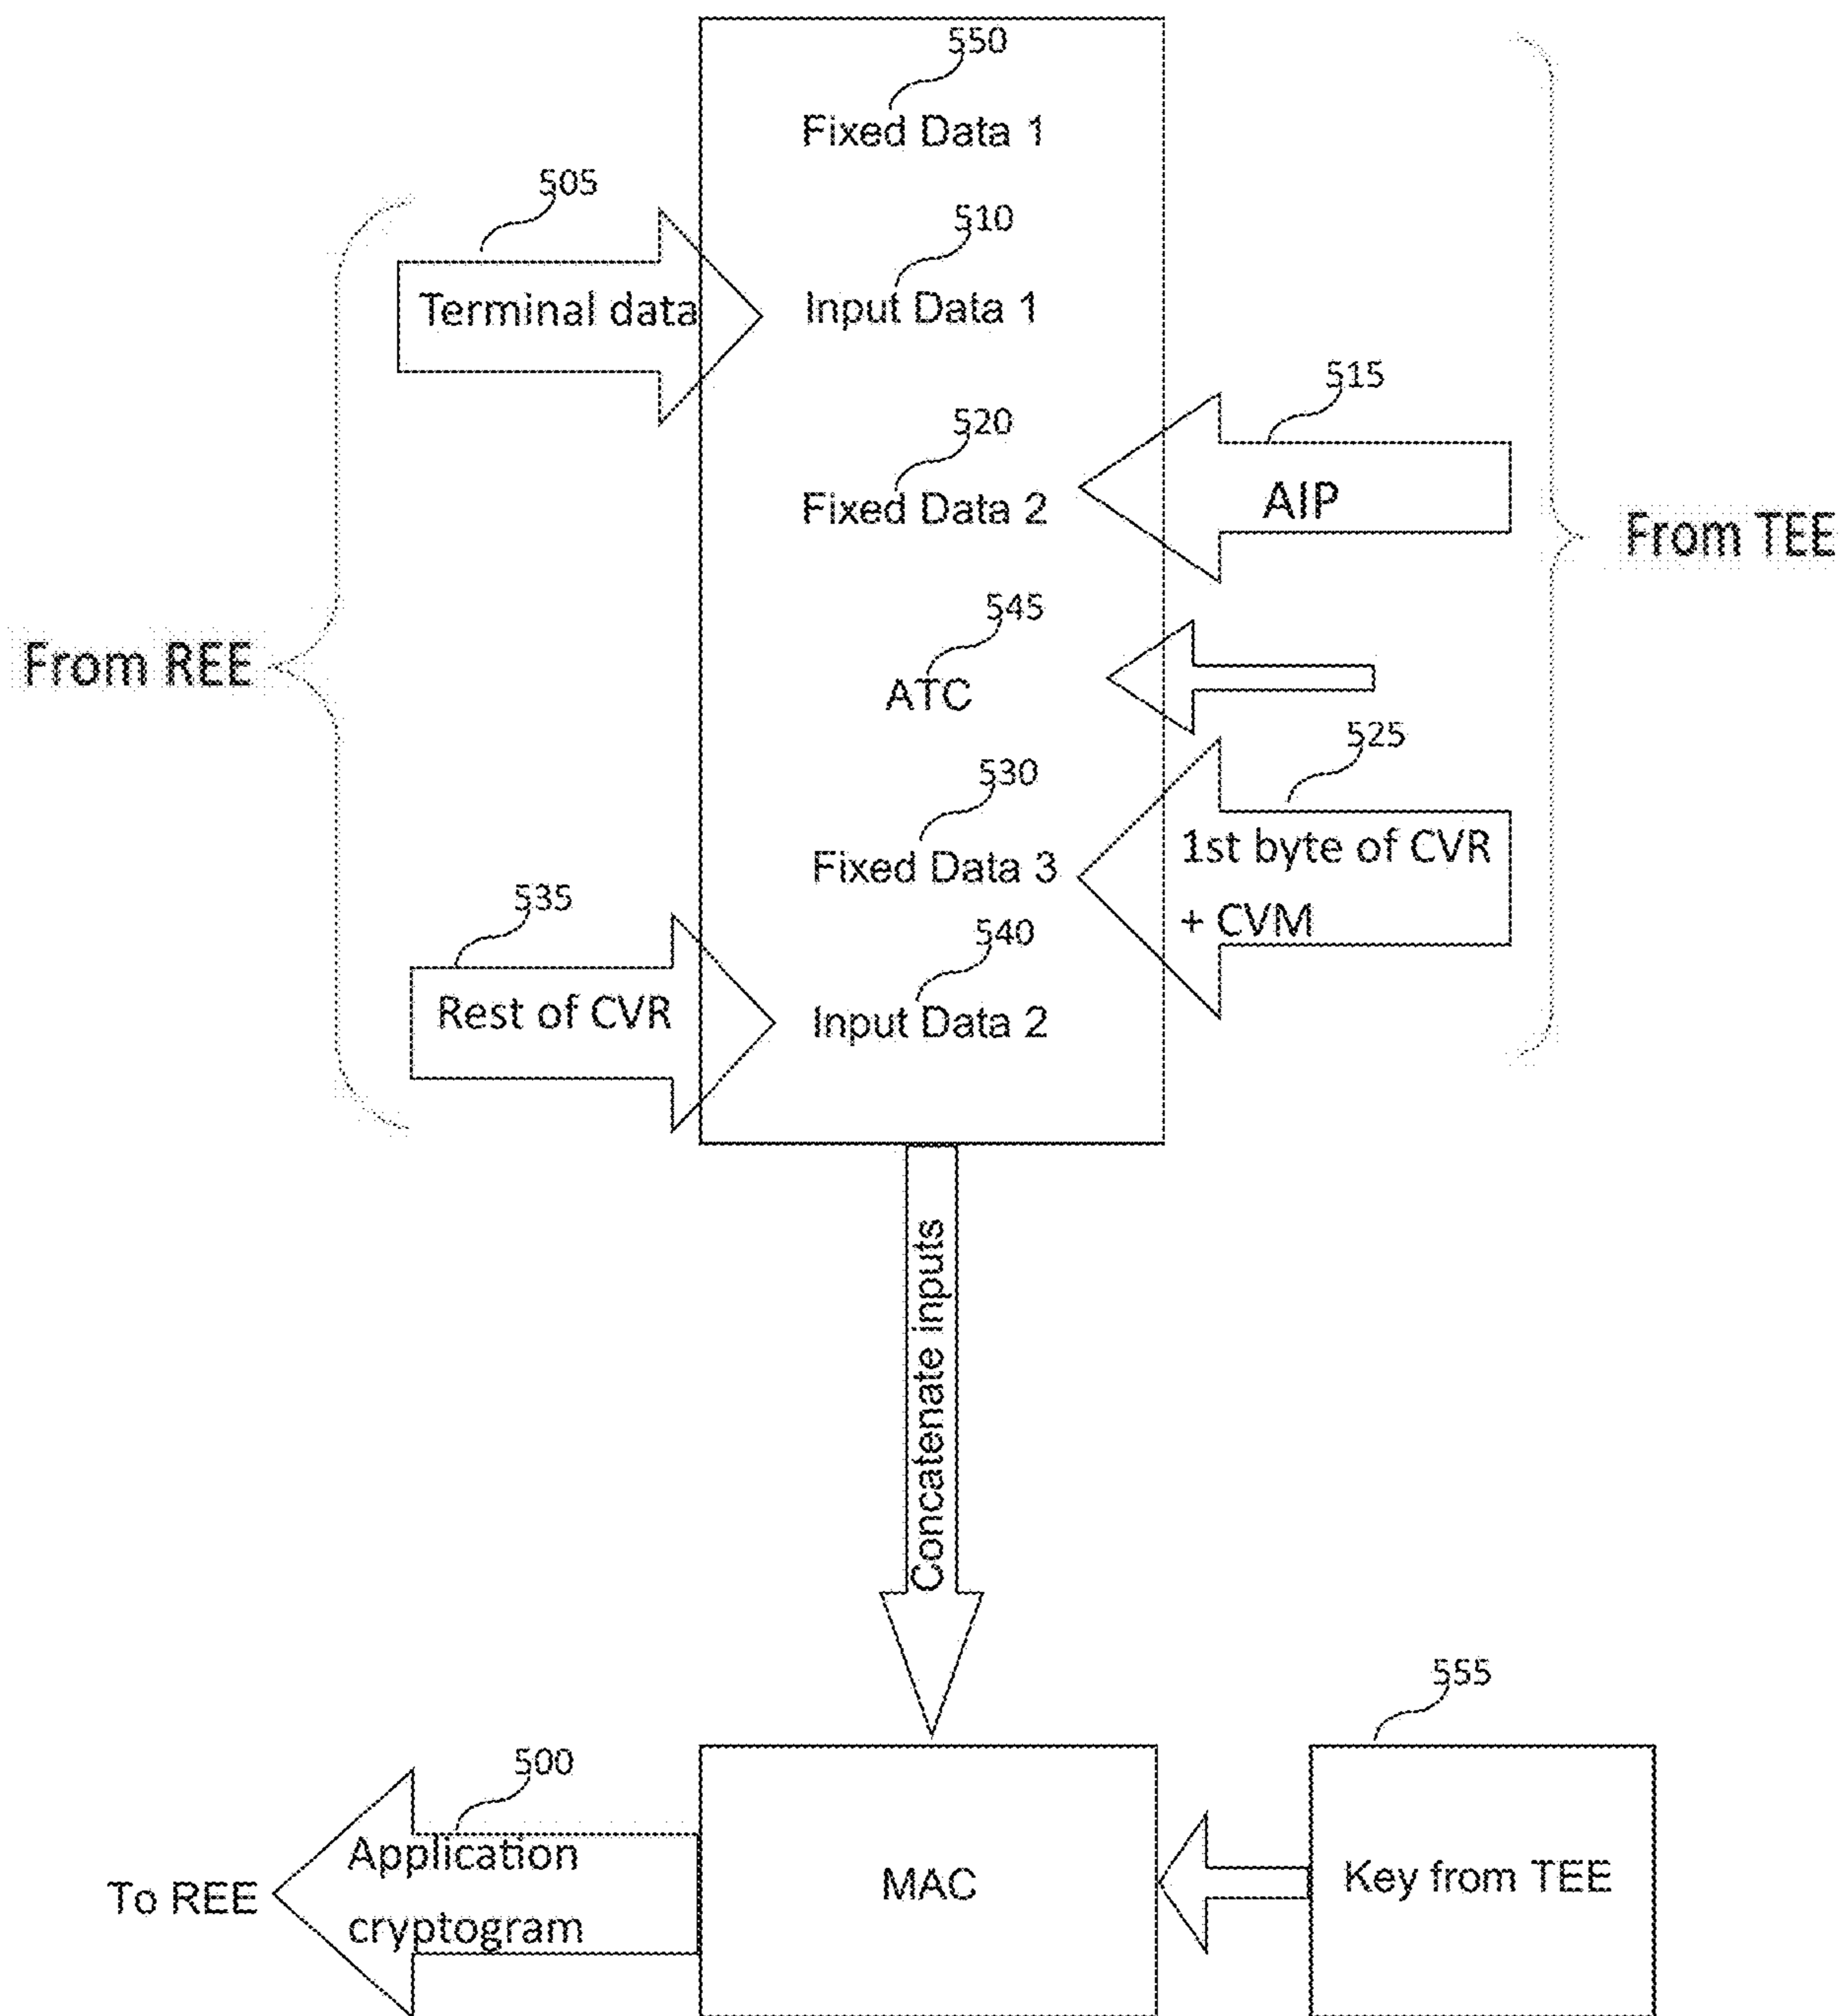 550
Fixed Data 1
505
510
Terminal data
Input Data 1
515
520
AIP
Fixed Data 2
From TEE
545
From REE
ATC
525
530
1st byte of CVR
+ CVM
Fixed Data 3
535
540
Rest of CVR
Input Data 2
Concatenate inputs
555
500
Application
cryptogram
To REE
MAC
Key from TEE